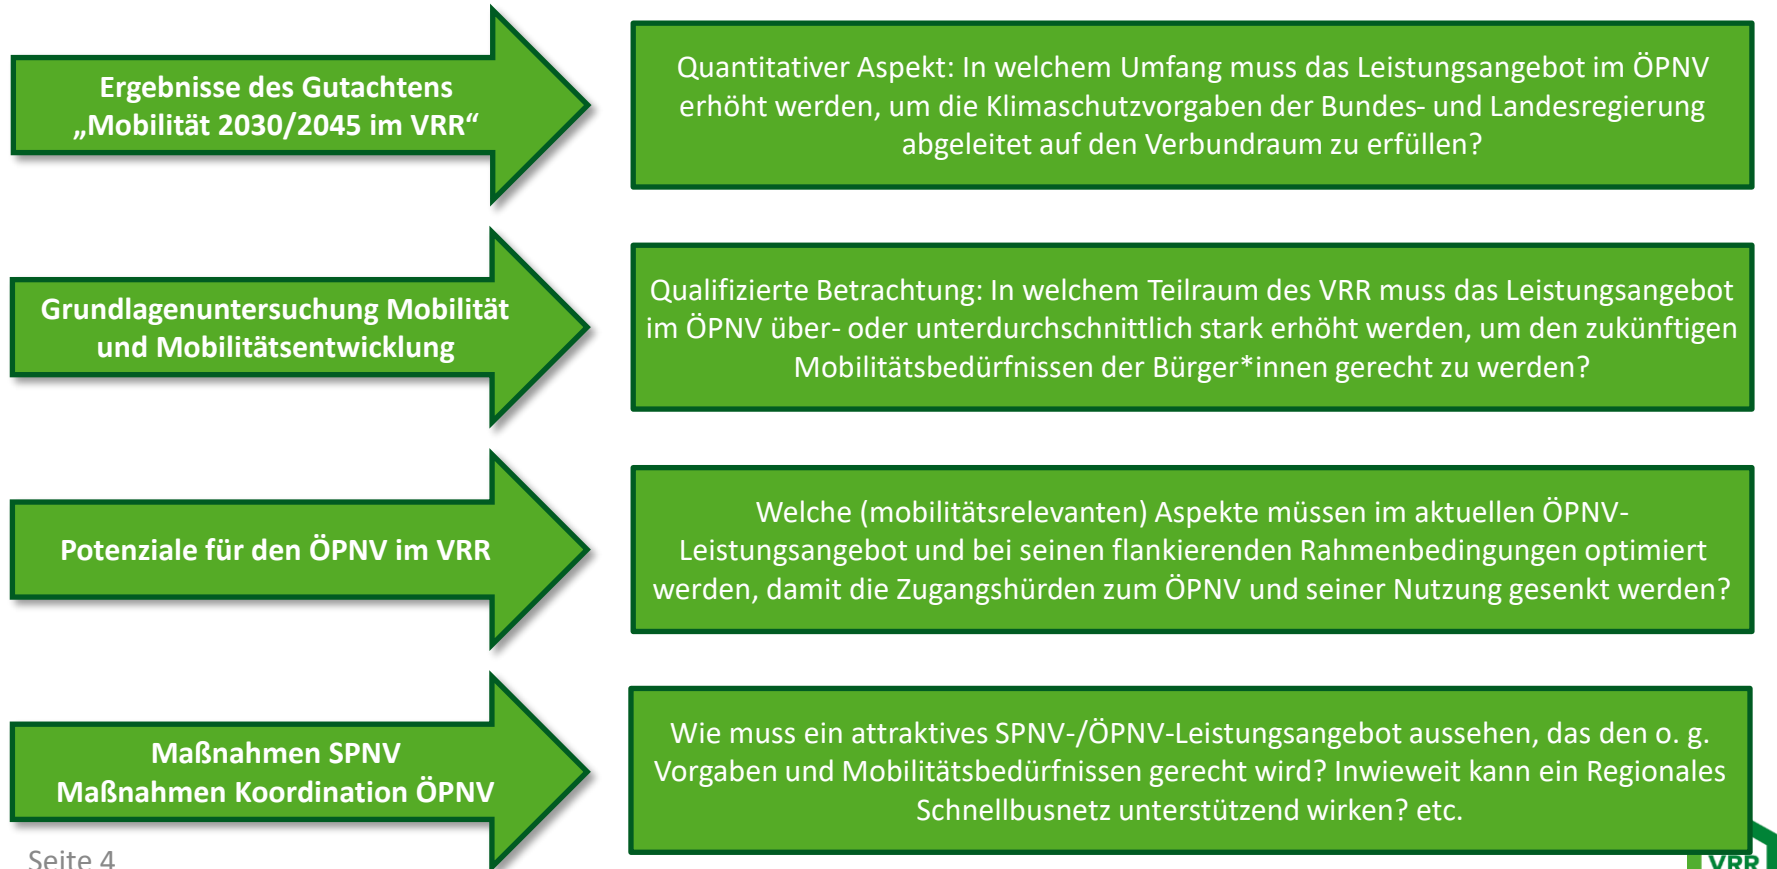 Ergebnisse des Gutachtens
„Mobilität 2030/2045 im VRR“
Quantitativer Aspekt: In welchem Umfang muss das Leistungsangebot im ÖPNV
erhöht werden, um die Klimaschutzvorgaben der Bundes- und Landesregierung
abgeleitet auf den Verbundraum zu erfüllen?
Grundlagenuntersuchung Mobilität
und Mobilitätsentwicklung
Qualifizierte Betrachtung: In welchem Teilraum des VRR muss das Leistungsangebot
im ÖPNV über- oder unterdurchschnittlich stark erhöht werden, um den zukünftigen
Mobilitätsbedürfnissen der Bürger*innen gerecht zu werden?
Potenziale für den ÖPNV im VRR
Welche (mobilitätsrelevanten) Aspekte müssen im aktuellen ÖPNV-
Leistungsangebot und bei seinen flankierenden Rahmenbedingungen optimiert
werden, damit die Zugangshürden zum ÖPNV und seiner Nutzung gesenkt werden?
Maßnahmen SPNV
Maßnahmen Koordination ÖPNV
Wie muss ein attraktives SPNV-/ÖPNV-Leistungsangebot aussehen, das den o. g.
Vorgaben und Mobilitätsbedürfnissen gerecht wird? Inwieweit kann ein Regionales
Schnellbusnetz unterstützend wirken? etc.
Seite 4
VRR